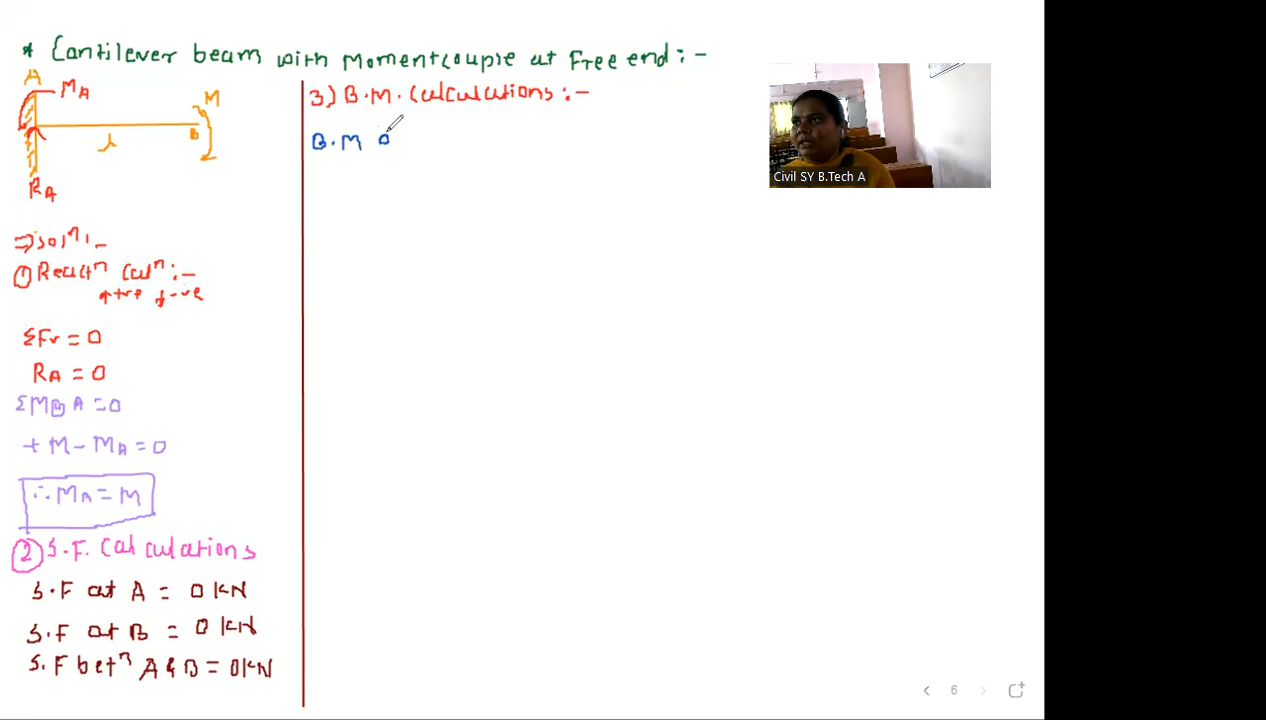 * Cantilever beam with Moment couple at Free end :-
A
MA
M
B
l
RA
⇒ Solⁿ :-
① Reactⁿ Calⁿ :-
↑+ve ↓-ve
ΣFv = 0
RA = 0
ΣM@A = 0
+ M - MA = 0
∴ MA = M
② S.F. Calculations
S.F at A = 0 kN
S.F at B = 0 kN
S.F betⁿ A & B = 0 kN
3) B.M. Calculations :-
B.M
Civil SY B.Tech A
6